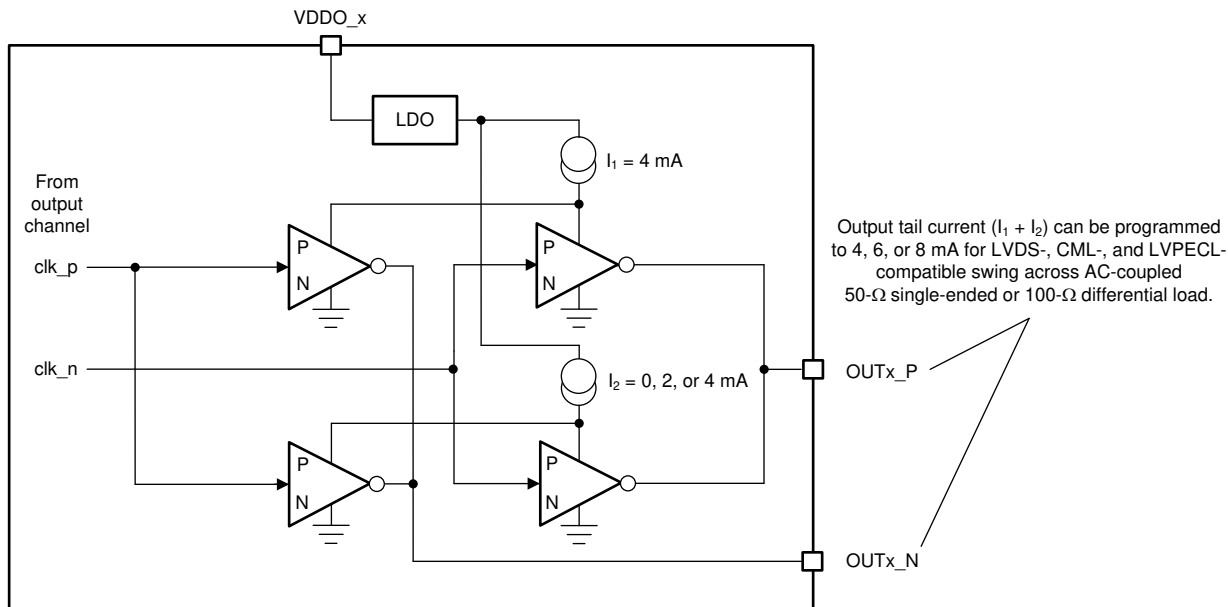 VDDO_x
LDO
I₁ = 4 mA
From
output
channel
P
N
P
N
Output tail current (I₁ + I₂) can be programmed
to 4, 6, or 8 mA for LVDS-, CML-, and LVPECL-
compatible swing across AC-coupled
50-Ω single-ended or 100-Ω differential load.
clk_p
clk_n
I₂ = 0, 2, or 4 mA
OUTx_P
P
N
P
N
OUTx_N